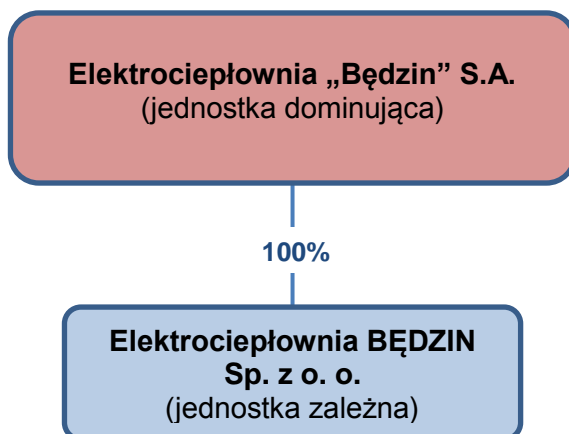 Elektrociepłownia „Będzin” S.A.
(jednostka dominująca)
100%
Elektrociepłownia BĘDZIN
Sp. z o. o.
(jednostka zależna)